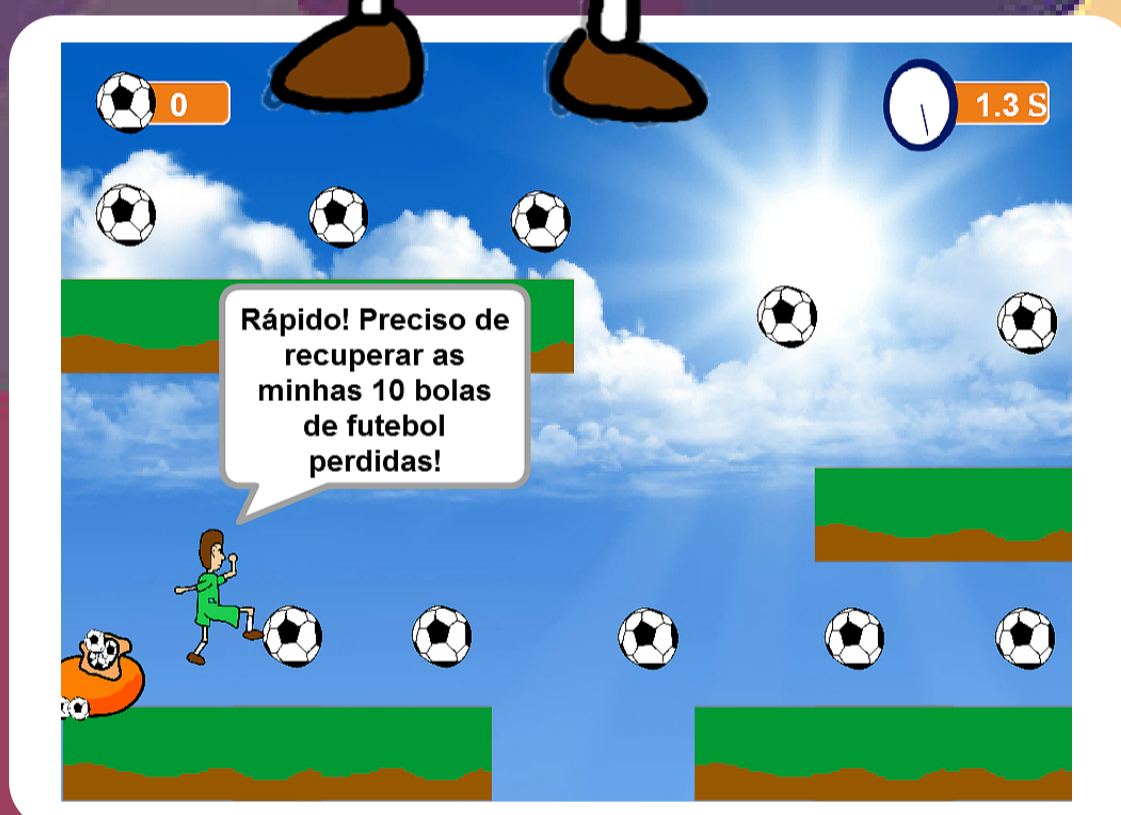 0
1.3 S
Rápido! Preciso de
recuperar as
minhas 10 bolas
de futebol
perdidas!